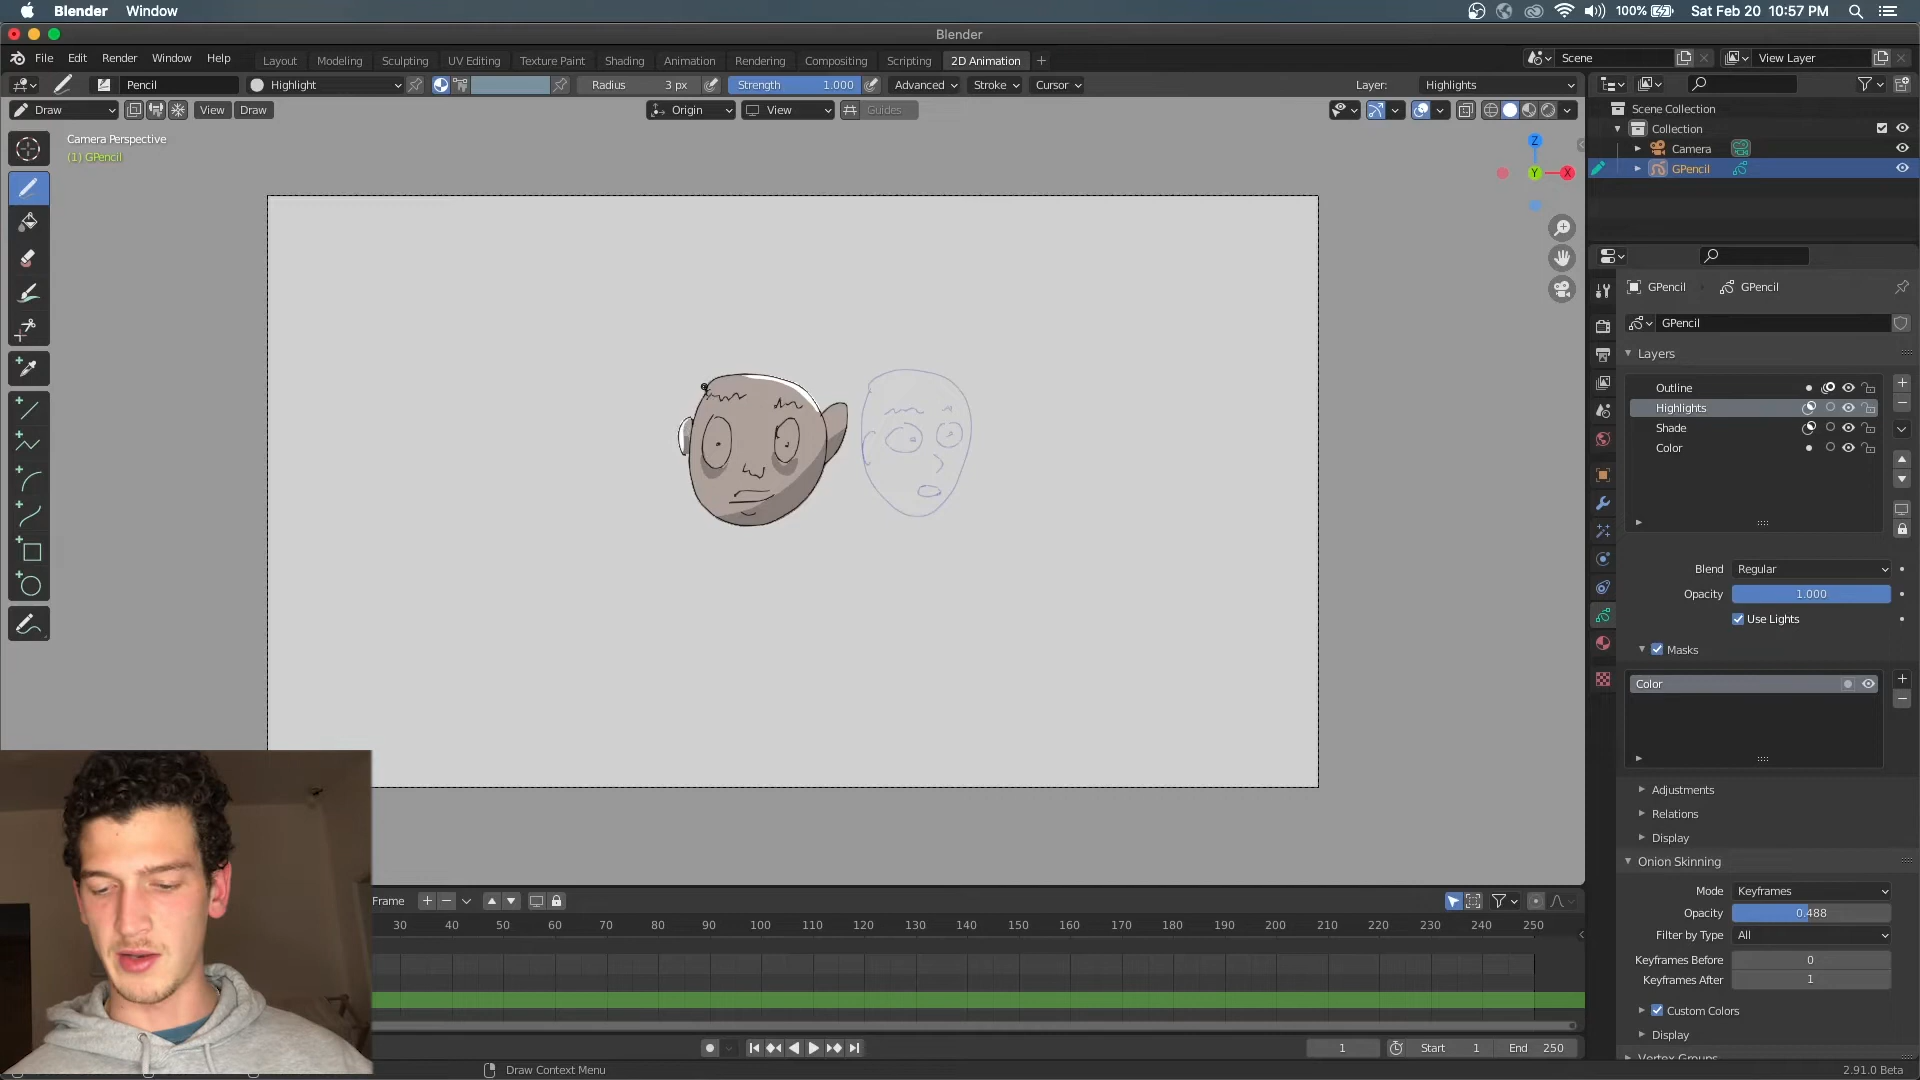 Blender Window 100% Sat Feb 20 10:57 PM
Blender
File Edit Render Window Help Layout Modeling Sculpting UV Editing Texture Paint Shading Animation Rendering Compositing Scripting 2D Animation + Scene View Layer
Pencil Highlight Radius 3 px Strength 1.000 Advanced Stroke Cursor Layer: Highlights
Draw View Draw Origin View Guides
Camera Perspective
(1) GPencil
Z
Y X
Scene Collection
Collection
Camera
GPencil
GPencil GPencil
GPencil
Layers
Outline
Highlights
Shade
Color
Blend Regular
Opacity 1.000
Use Lights
Masks
Color
Adjustments
Relations
Display
Onion Skinning
Mode Keyframes
Opacity 0.488
Filter by Type All
Keyframes Before 0
Keyframes After 1
Custom Colors
Display
Vertex Groups
Frame
30 40 50 60 70 80 90 100 110 120 130 140 150 160 170 180 190 200 210 220 230 240 250
1 Start 1 End 250
Draw Context Menu 2.91.0 Beta